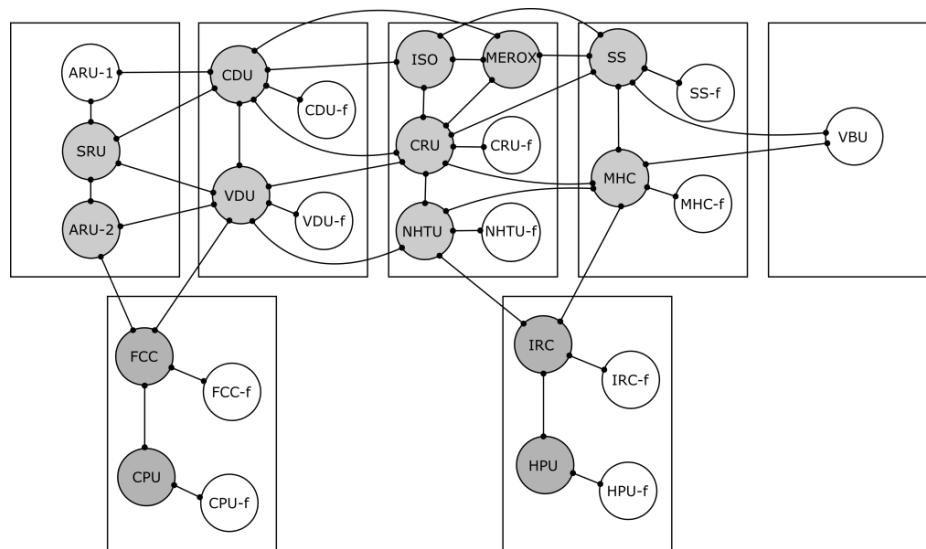 ARU-1
SRU
ARU-2
CDU
CDU-f
VDU
VDU-f
ISO
MEROX
CRU
CRU-f
NHTU
NHTU-f
SS
SS-f
MHC
MHC-f
VBU
FCC
FCC-f
CPU
CPU-f
IRC
IRC-f
HPU
HPU-f